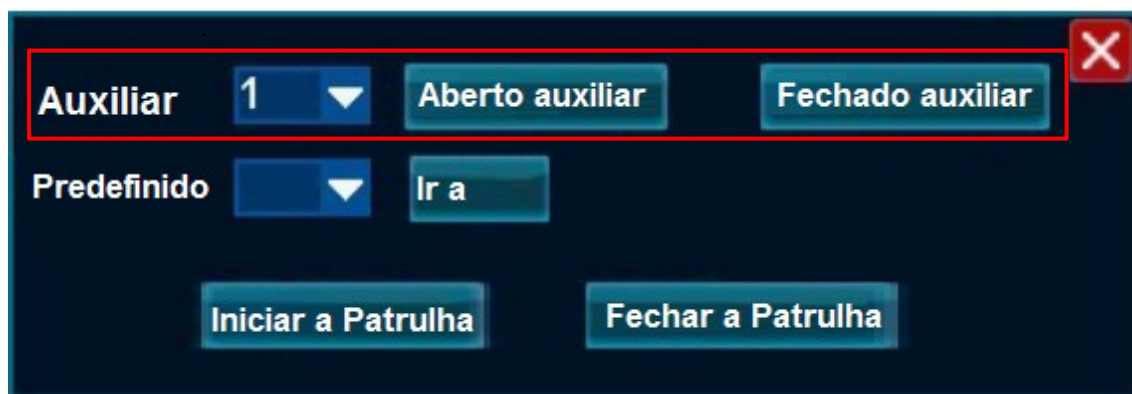 Auxiliar 1 Aberto auxiliar Fechado auxiliar
Predefinido Ir a
Iniciar a Patrulha Fechar a Patrulha